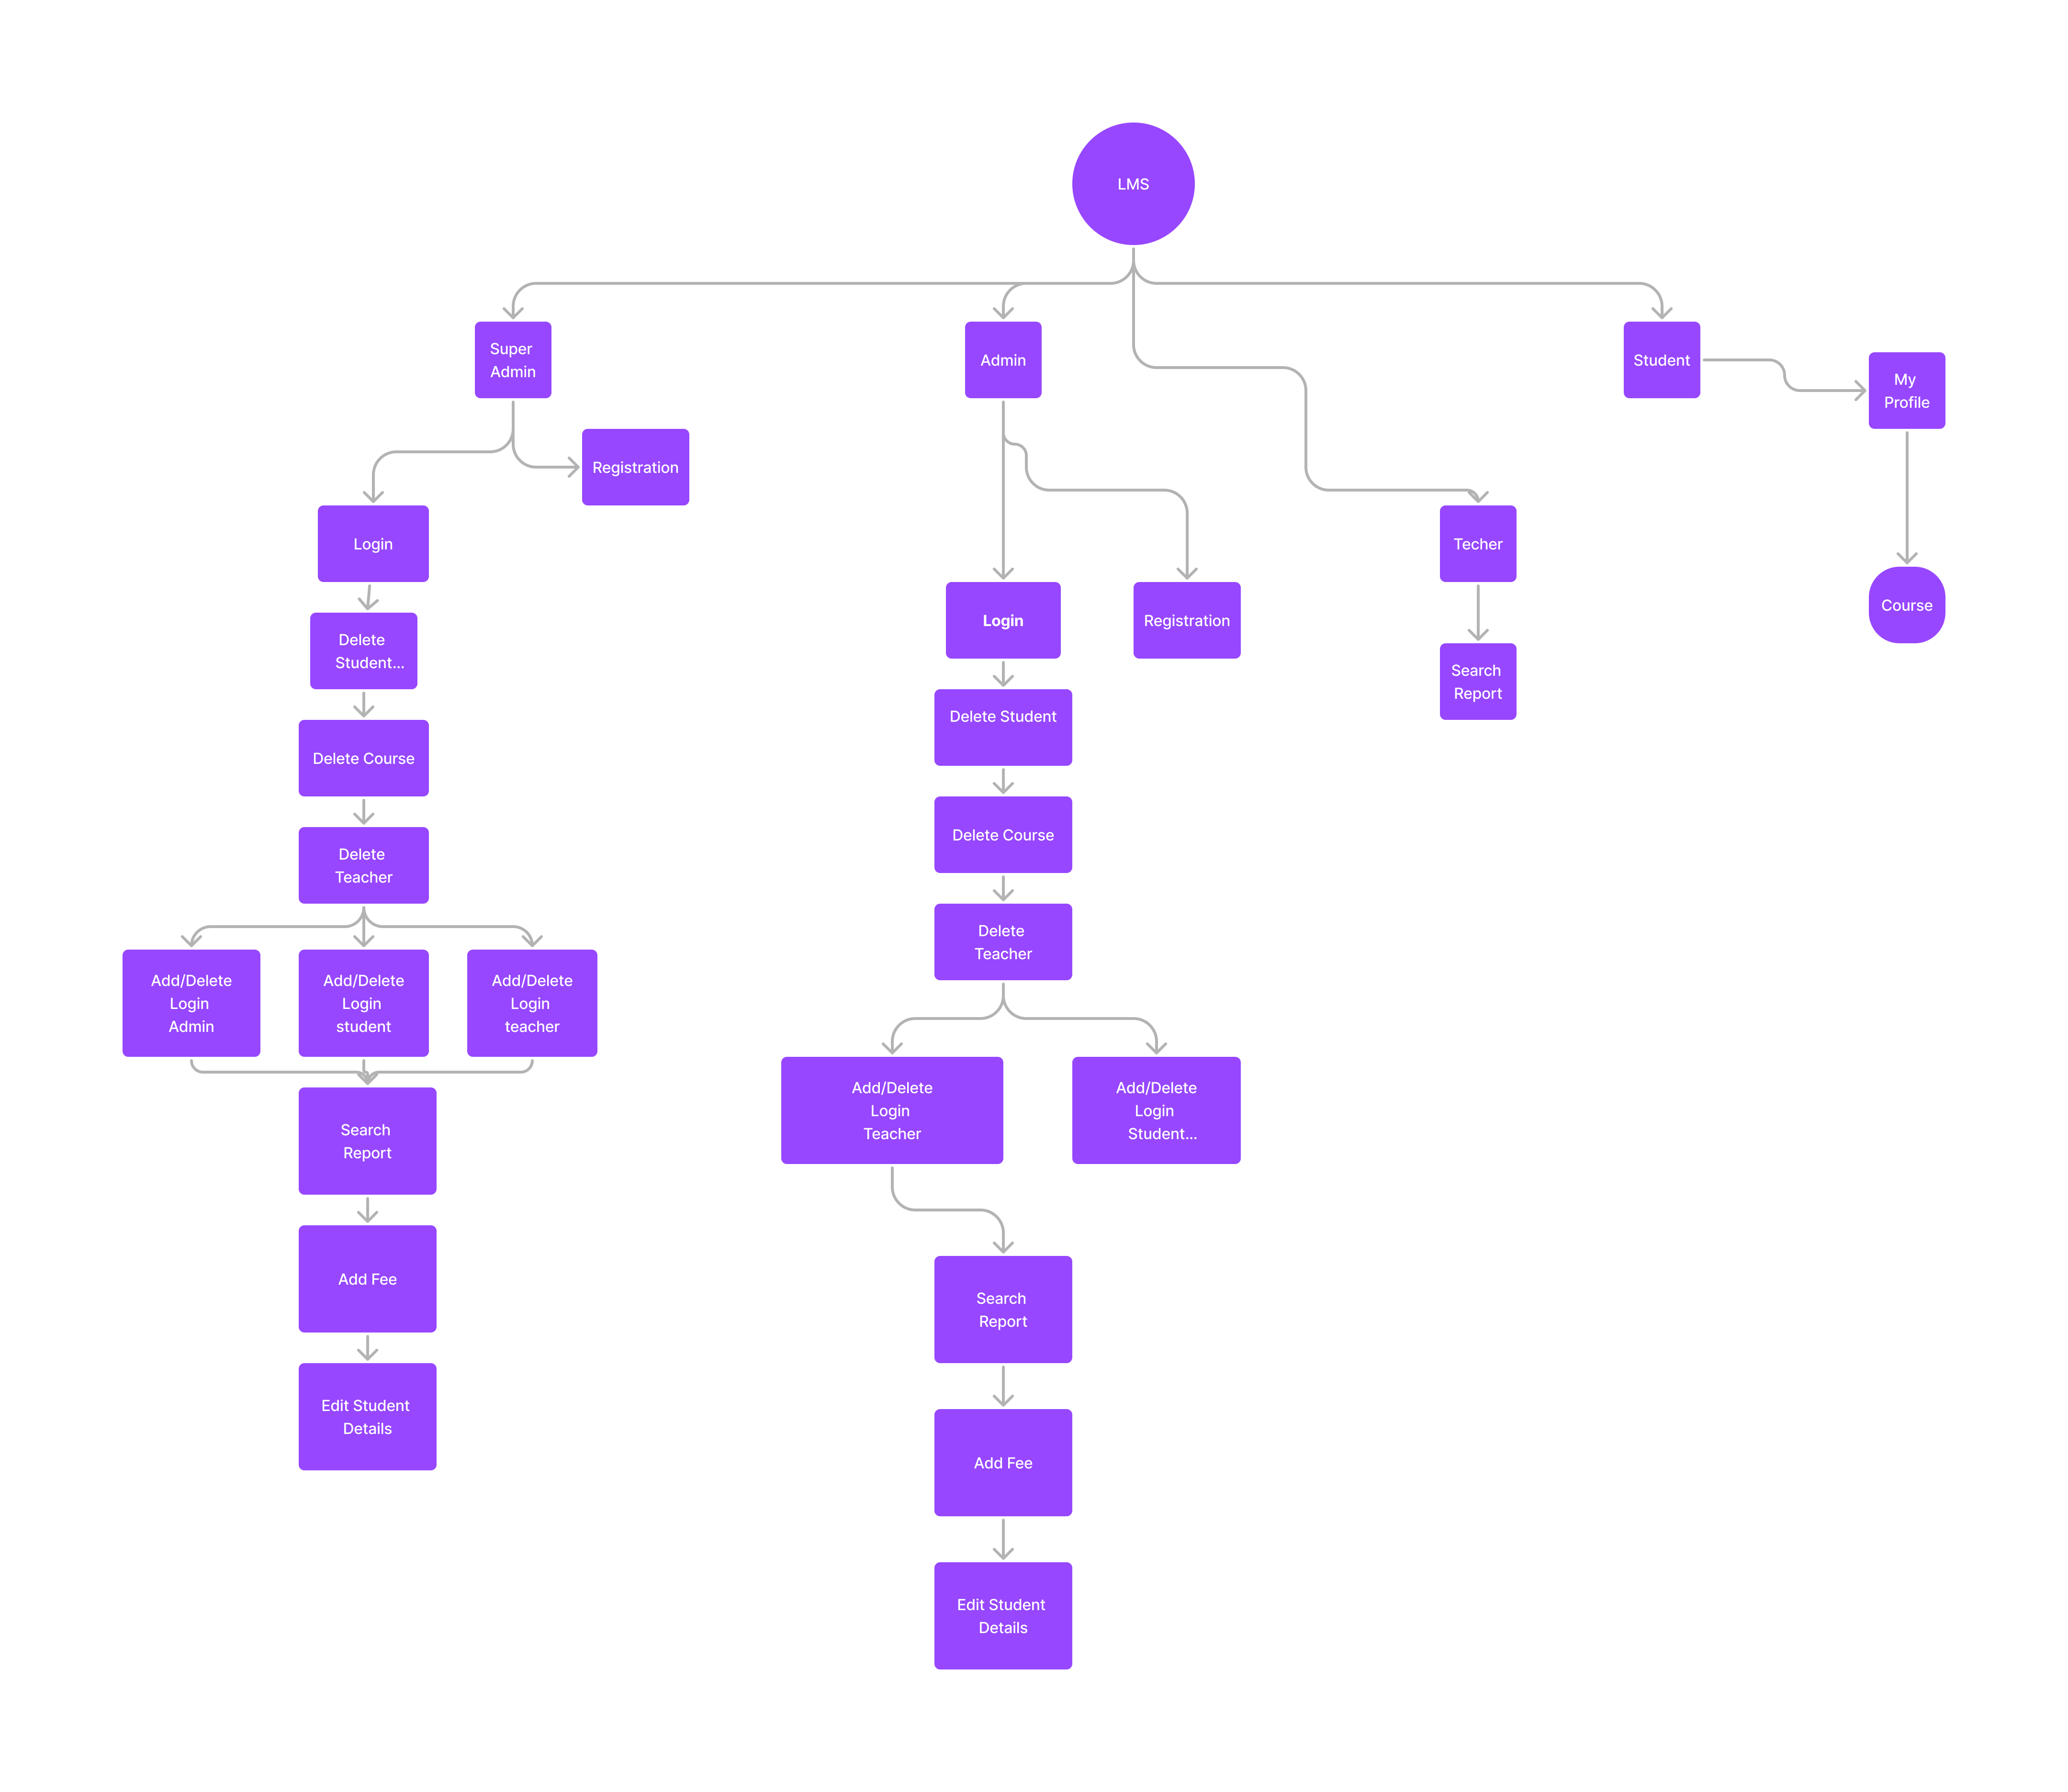 LMS
Super
Admin
Admin
Student
My
Profile
Registration
Login
Techer
Course
Login
Registration
Delete
Student...
Search
Report
Delete Student
Delete Course
Delete Course
Delete
Teacher
Delete
Teacher
Add/Delete
Login
Admin
Add/Delete
Login
student
Add/Delete
Login
teacher
Add/Delete
Login
Teacher
Add/Delete
Login
Student...
Search
Report
Add Fee
Search
Report
Edit Student
Details
Add Fee
Edit Student
Details